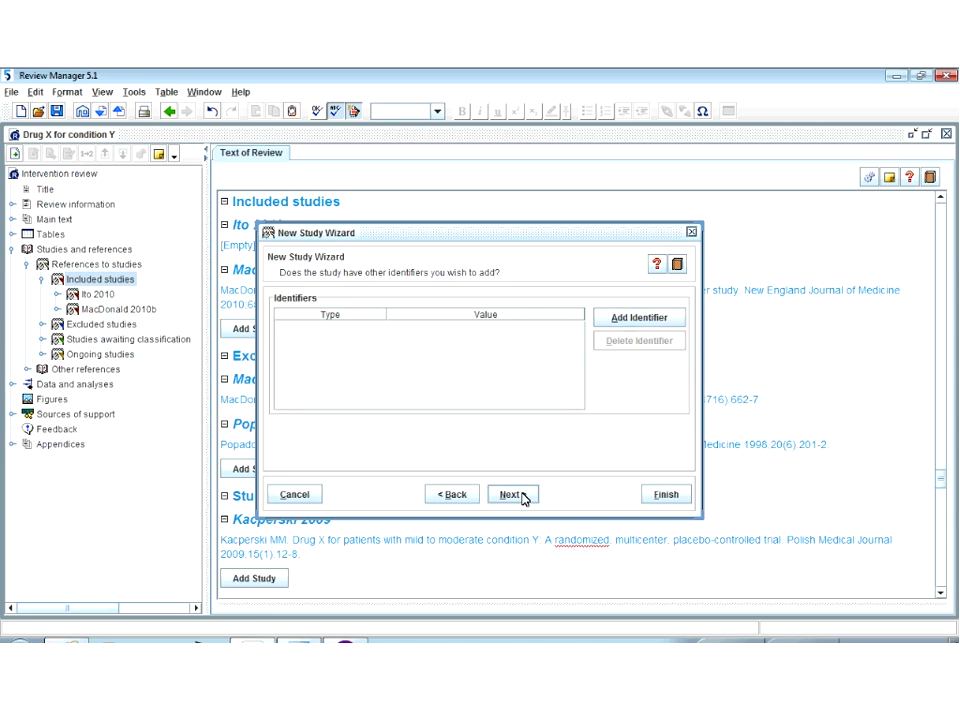 Review Manager 5.1
File Edit Format View Tools Table Window Help
Drug X for condition Y
Intervention review
Title
Review information
Main text
Tables
Studies and references
References to studies
Included studies
Ito 2010
MacDonald 2010b
Excluded studies
Studies awaiting classification
Ongoing studies
Other references
Data and analyses
Figures
Sources of support
Feedback
Appendices
Text of Review
Included studies
Ito
[Empty]
Mac
MacDon
er study. New England Journal of Medicine
2010;6
Add S
Exc
Mac
MacDon
716) 662-7
Pop
Popado
Medicine 1998;20(6) 201-2
Add S
Stu
Kacperski 2009
Kacperski MM. Drug X for patients with mild to moderate condition Y: A randomized, multicenter, placebo-controlled trial. Polish Medical Journal
2009;15(1):12-8.
Add Study
New Study Wizard
New Study Wizard
Does the study have other identifiers you wish to add?
Identifiers
Type Value
Add Identifier
Delete Identifier
Cancel
< Back
Next
Finish